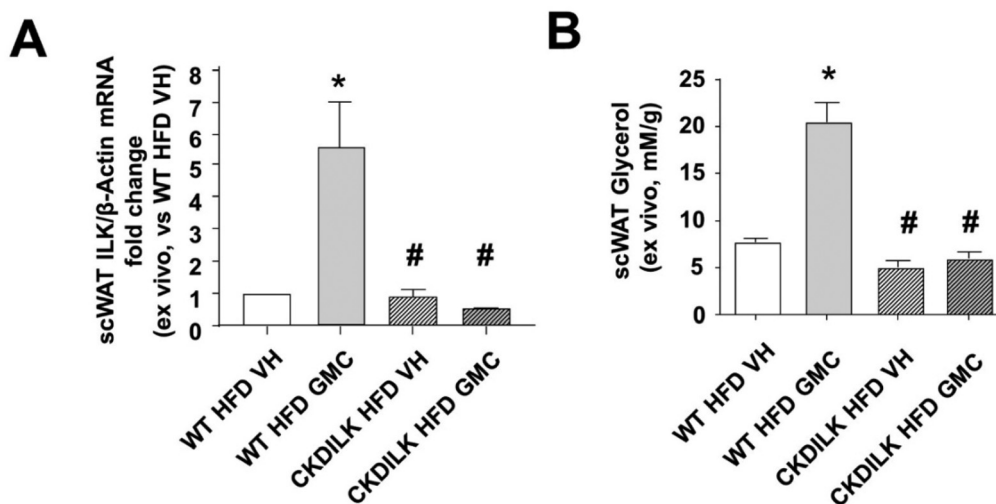 A
scWAT ILK/β-Actin mRNA
fold change
(ex vivo, vs WT HFD VH)
8
7
6
5
4
3
2
1
0
*
#
#
WT HFD VH
WT HFD GMC
CKDILK HFD VH
CKDILK HFD GMC
B
scWAT Glycerol
(ex vivo, mM/g)
25
20
15
10
5
0
*
#
#
WT HFD VH
WT HFD GMC
CKDILK HFD VH
CKDILK HFD GMC